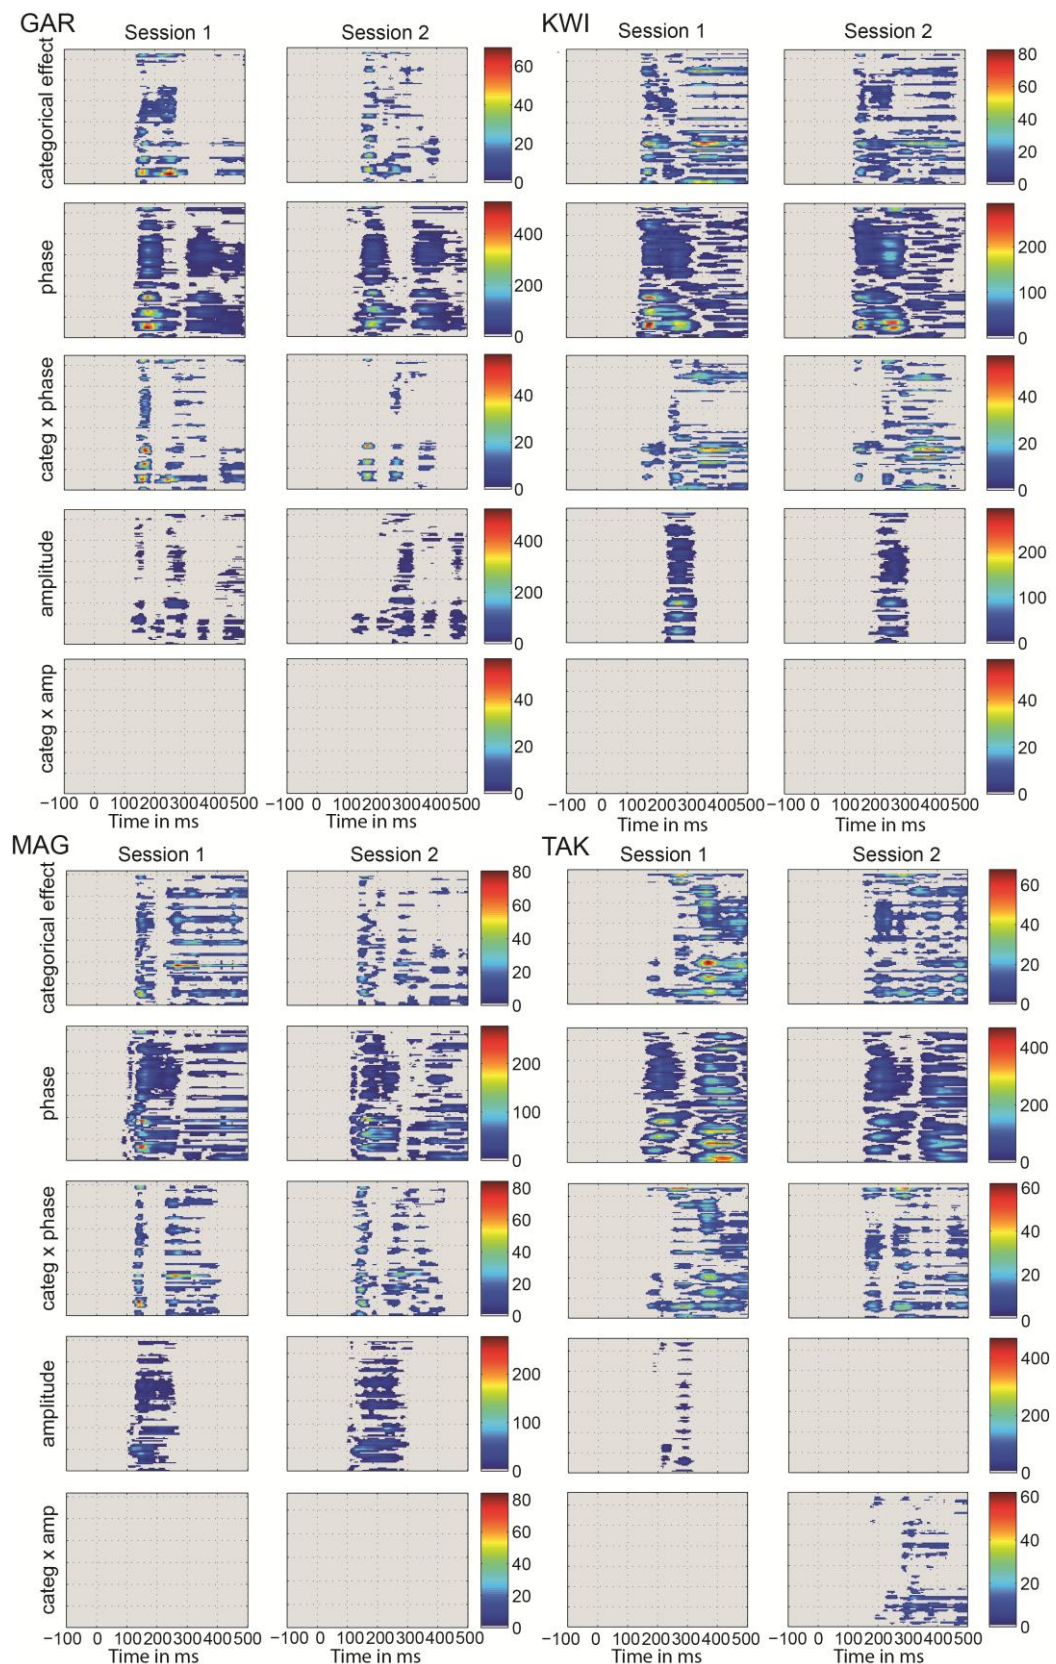 GAR KWI
Session 1 Session 2 Session 1 Session 2
categorical effect 60 40 20 0 80 60 40 20 0
phase 400 200 0 200 100 0
categ x phase 40 20 0 40 20 0
amplitude 400 200 0 200 100 0
categ x amp 40 20 0 40 20 0
−100 0 100200300400500 −100 0 100200300400500 −100 0 100200300400500 −100 0 100200300400500
Time in ms Time in ms Time in ms Time in ms
MAG TAK
Session 1 Session 2 Session 1 Session 2
categorical effect 80 60 40 20 0 60 40 20 0
phase 200 100 0 400 200 0
categ x phase 80 60 40 20 0 60 40 20 0
amplitude 200 100 0 400 200 0
categ x amp 80 60 40 20 0 60 40 20 0
−100 0 100200300400500 −100 0 100200300400500 −100 0 100200300400500 −100 0 100200300400500
Time in ms Time in ms Time in ms Time in ms